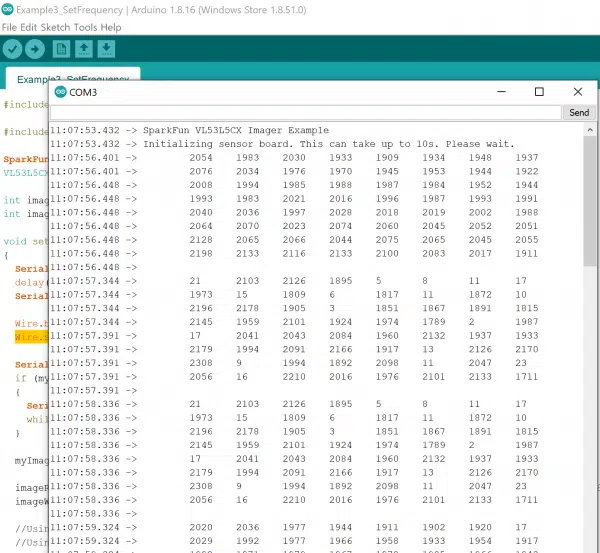 Example3_SetFrequency | Arduino 1.8.16 (Windows Store 1.8.51.0)
File Edit Sketch Tools Help
Example3_SetFrequency
COM3
Send
#include
#include
SparkFun
VL53L5CX
int imag
int imag
void set
{
Serial
delay(
Serial
Wire.b
Wire.s
Serial
if (my
{
Seri
whil
}
myImag
imageR
imageW
//Usin
//Usin
11:07:53.432 -> SparkFun VL53L5CX Imager Example
11:07:53.432 -> Initializing sensor board. This can take up to 10s. Please wait.
11:07:56.401 -> 2054 1983 2030 1933 1909 1934 1948 1937
11:07:56.401 -> 2076 2034 1976 1970 1945 1953 1944 1922
11:07:56.448 -> 2008 1994 1985 1988 1987 1984 1952 1944
11:07:56.448 -> 1993 1983 2021 2016 1996 1987 1993 1991
11:07:56.448 -> 2040 2036 1997 2028 2018 2019 2002 1988
11:07:56.448 -> 2064 2070 2023 2074 2060 2045 2052 2051
11:07:56.448 -> 2128 2065 2066 2044 2075 2065 2045 2055
11:07:56.448 -> 2198 2133 2116 2133 2100 2083 2017 1911
11:07:56.448 ->
11:07:57.344 -> 21 2103 2126 1895 5 8 11 17
11:07:57.344 -> 1973 15 1809 6 1817 11 1872 10
11:07:57.344 -> 2196 2178 1905 3 1851 1867 1891 1815
11:07:57.344 -> 2145 1959 2101 1924 1974 1789 2 1987
11:07:57.391 -> 17 2041 2043 2084 1960 2132 1937 1933
11:07:57.391 -> 2179 1994 2091 2166 1917 13 2126 2170
11:07:57.391 -> 2308 9 1994 1892 2098 11 2047 23
11:07:57.391 -> 2056 16 2210 2016 1976 2101 2133 1711
11:07:57.391 ->
11:07:58.336 -> 21 2103 2126 1895 5 8 11 17
11:07:58.336 -> 1973 15 1809 6 1817 11 1872 10
11:07:58.336 -> 2196 2178 1905 3 1851 1867 1891 1815
11:07:58.336 -> 2145 1959 2101 1924 1974 1789 2 1987
11:07:58.336 -> 17 2041 2043 2084 1960 2132 1937 1933
11:07:58.336 -> 2179 1994 2091 2166 1917 13 2126 2170
11:07:58.336 -> 2308 9 1994 1892 2098 11 2047 23
11:07:58.336 -> 2056 16 2210 2016 1976 2101 2133 1711
11:07:58.336 ->
11:07:59.324 -> 2020 2036 1977 1944 1911 1902 1920 17
11:07:59.324 -> 2029 1992 1977 1966 1958 1933 1954 1917